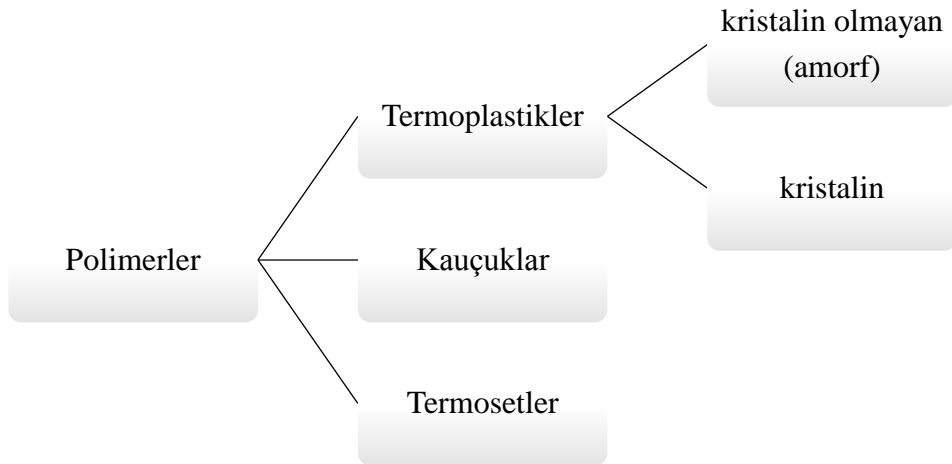 kristalin olmayan
(amorf)
Termoplastikler
kristalin
Polimerler
Kauçuklar
Termosetler